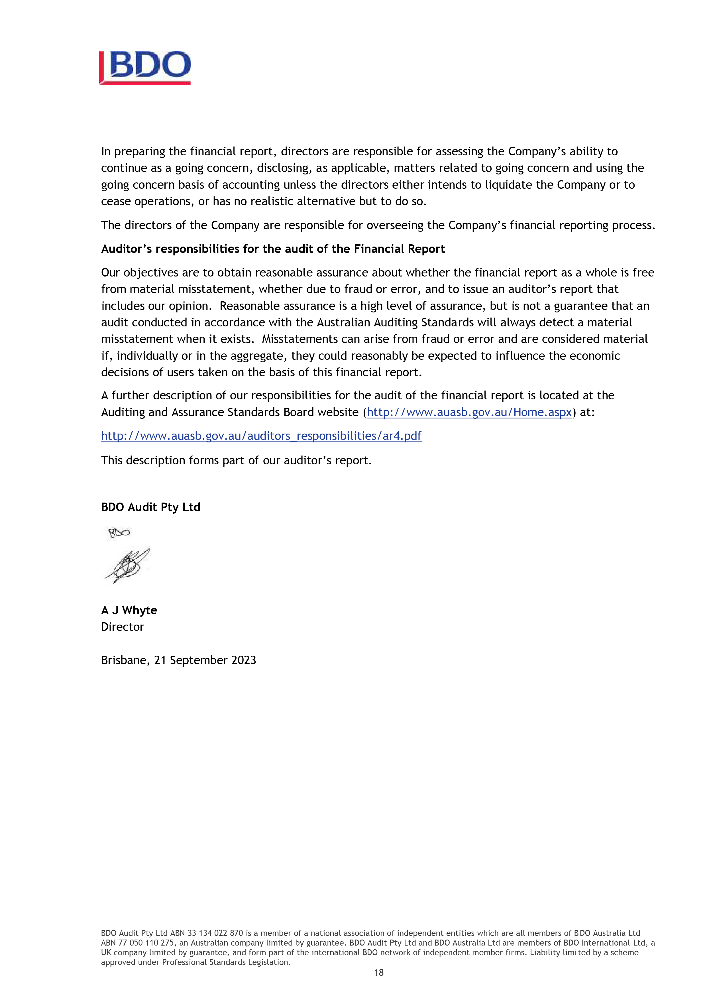 BDO
In preparing the financial report, directors are responsible for assessing the Company’s ability to
continue as a going concern, disclosing, as applicable, matters related to going concern and using the
going concern basis of accounting unless the directors either intends to liquidate the Company or to
cease operations, or has no realistic alternative but to do so.
The directors of the Company are responsible for overseeing the Company’s financial reporting process.
Auditor’s responsibilities for the audit of the Financial Report
Our objectives are to obtain reasonable assurance about whether the financial report as a whole is free
from material misstatement, whether due to fraud or error, and to issue an auditor’s report that
includes our opinion.  Reasonable assurance is a high level of assurance, but is not a guarantee that an
audit conducted in accordance with the Australian Auditing Standards will always detect a material
misstatement when it exists.  Misstatements can arise from fraud or error and are considered material
if, individually or in the aggregate, they could reasonably be expected to influence the economic
decisions of users taken on the basis of this financial report.
A further description of our responsibilities for the audit of the financial report is located at the
Auditing and Assurance Standards Board website (http://www.auasb.gov.au/Home.aspx) at:
http://www.auasb.gov.au/auditors_responsibilities/ar4.pdf
This description forms part of our auditor’s report.
BDO Audit Pty Ltd
BDO
A J Whyte
Director
Brisbane, 21 September 2023
BDO Audit Pty Ltd ABN 33 134 022 870 is a member of a national association of independent entities which are all members of BDO Australia Ltd
ABN 77 050 110 275, an Australian company limited by guarantee. BDO Audit Pty Ltd and BDO Australia Ltd are members of BDO International Ltd, a
UK company limited by guarantee, and form part of the international BDO network of independent member firms. Liability limited by a scheme
approved under Professional Standards Legislation.
18